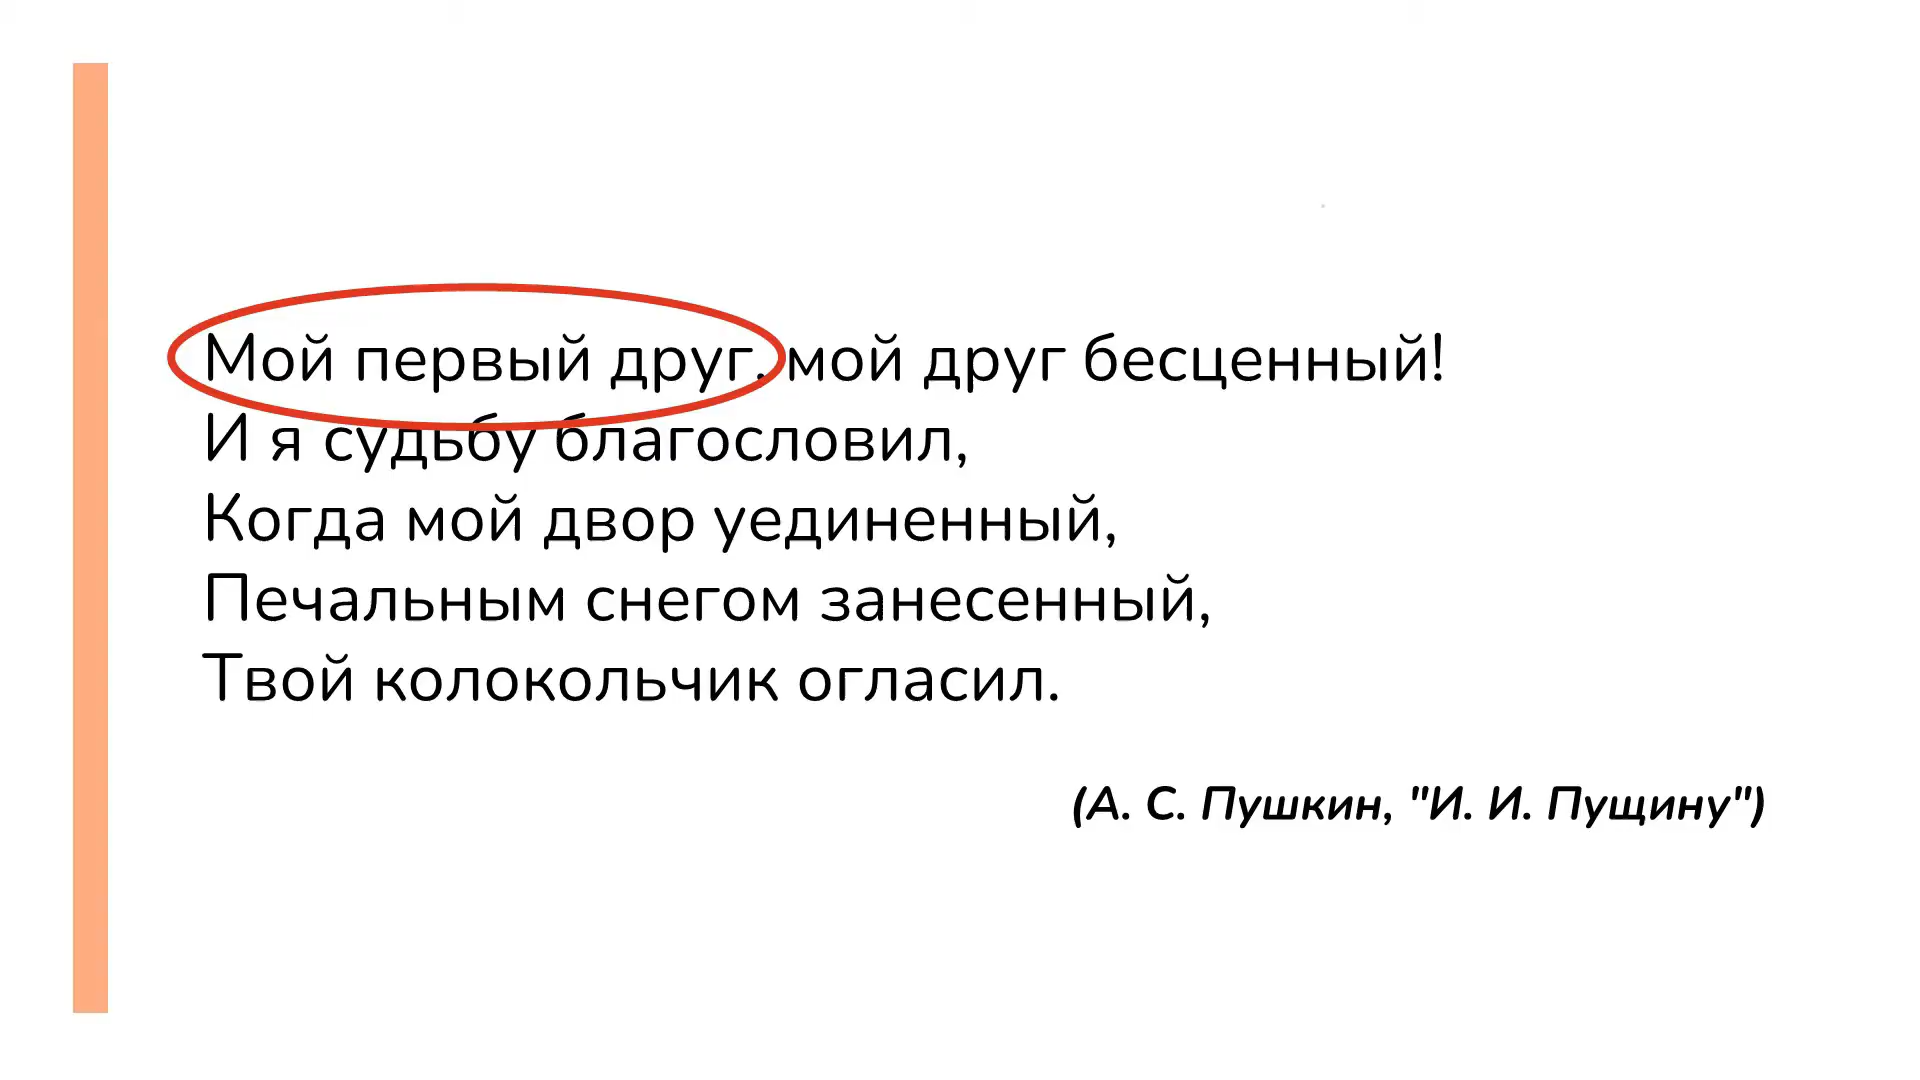 Мой первый друг, мой друг бесценный!
И я судьбу благословил,
Когда мой двор уединенный,
Печальным снегом занесенный,
Твой колокольчик огласил.
(А. С. Пушкин, "И. И. Пущину")